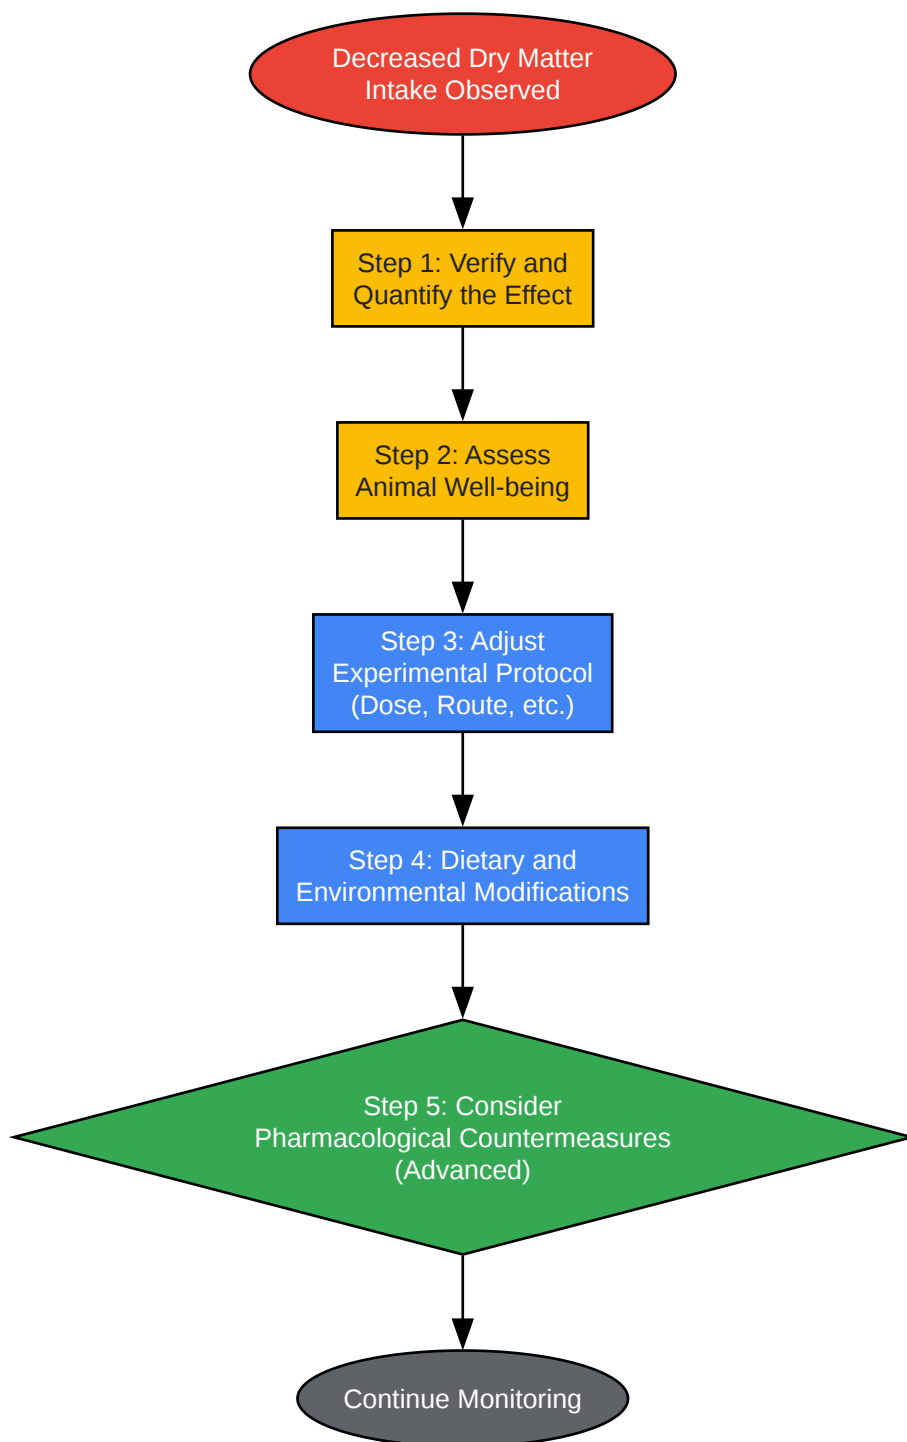 Decreased Dry Matter
Intake Observed
Step 1: Verify and
Quantify the Effect
Step 2: Assess
Animal Well-being
Step 3: Adjust
Experimental Protocol
(Dose, Route, etc.)
Step 4: Dietary and
Environmental Modifications
Step 5: Consider
Pharmacological Countermeasures
(Advanced)
Continue Monitoring